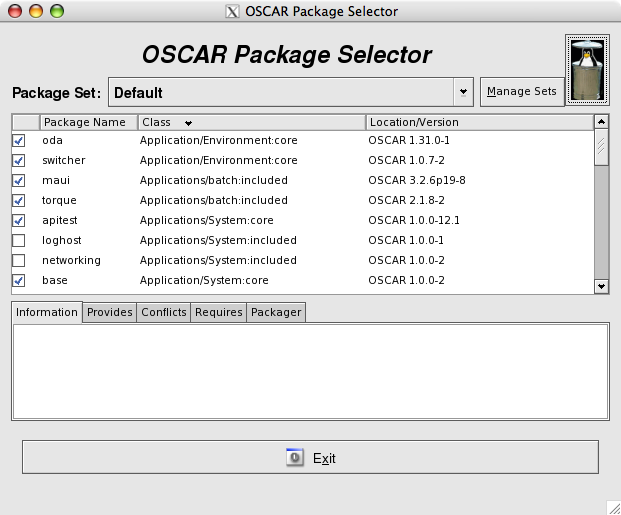 OSCAR Package Selector
OSCAR Package Selector
Package Set: Default Manage Sets
Package Name Class Location/Version
oda Application/Environment:core OSCAR 1.31.0-1
switcher Application/Environment:core OSCAR 1.0.7-2
maui Applications/batch:included OSCAR 3.2.6p19-8
torque Applications/batch:included OSCAR 2.1.8-2
apitest Applications/System:core OSCAR 1.0.0-12.1
loghost Applications/System:included OSCAR 1.0.0-1
networking Applications/System:included OSCAR 1.0.0-2
base Application/System:core OSCAR 1.0.0-2
Information Provides Conflicts Requires Packager
Exit